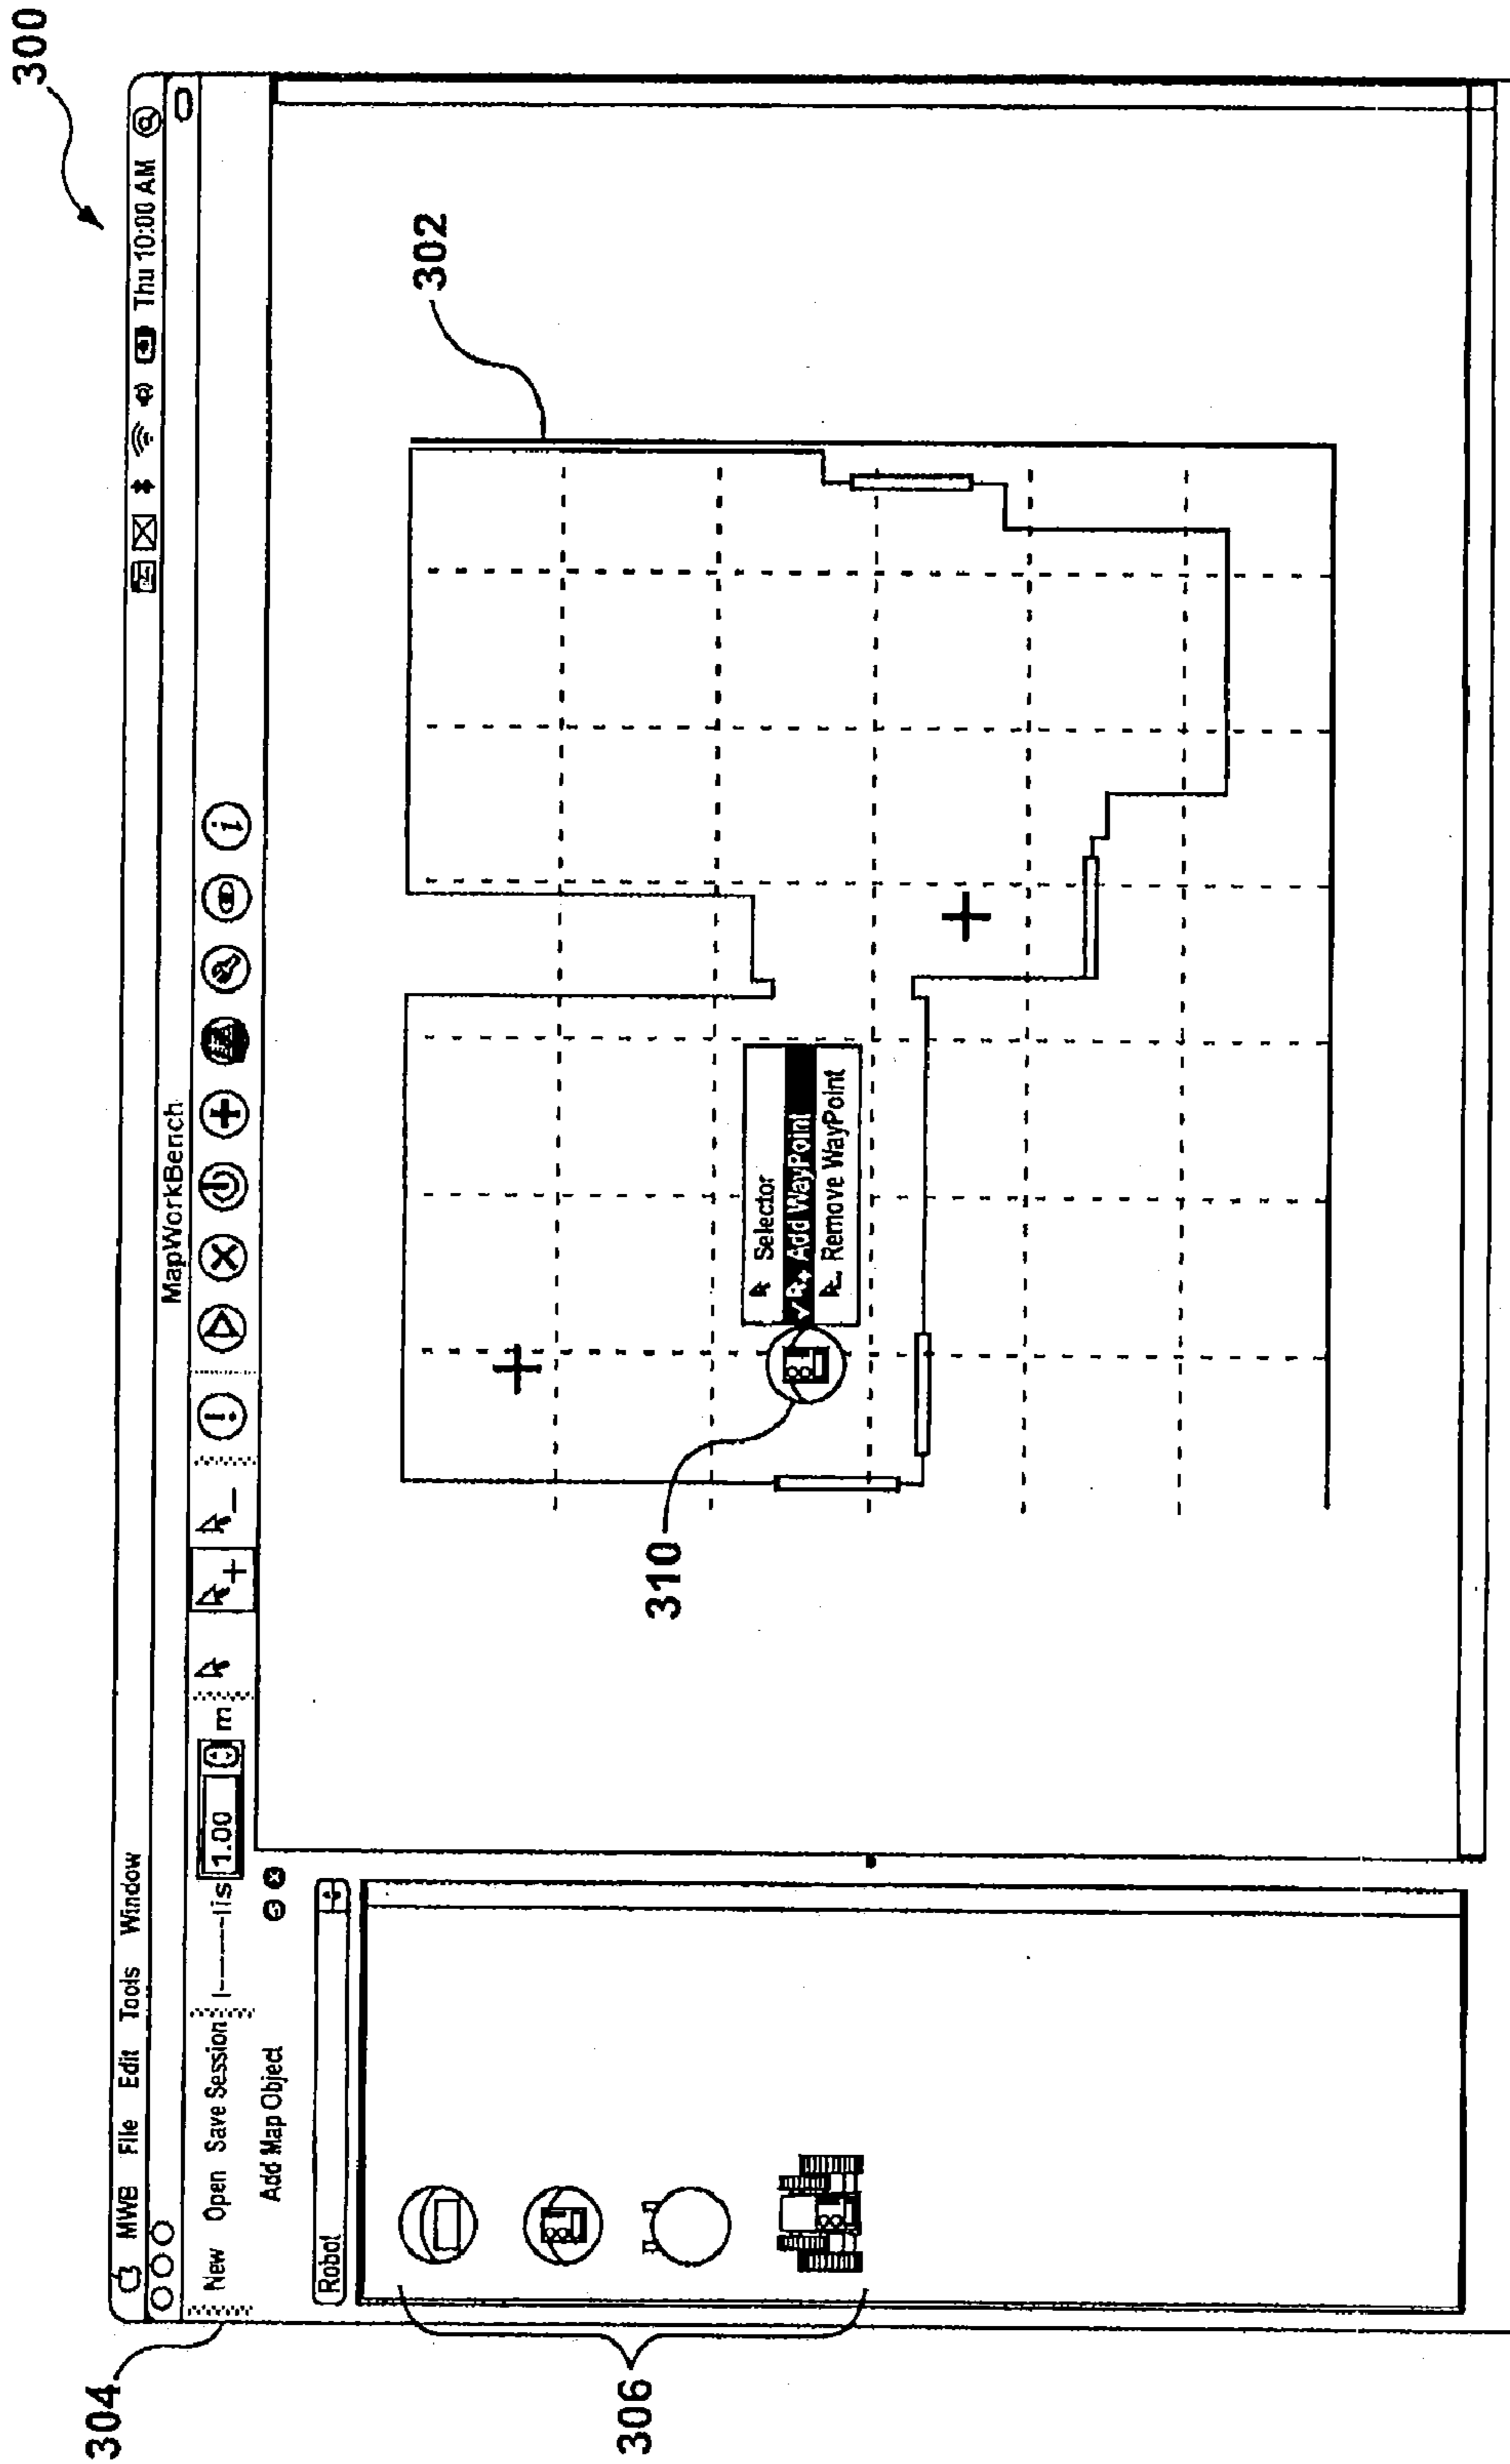 300
MWB File Edit Tools Window Thu 10:00 AM
MapWorkBench
304
New Open Save Session 1.00 m
Add Map Object
Robot
302
306
Selector
Add WayPoint
Remove WayPoint
310